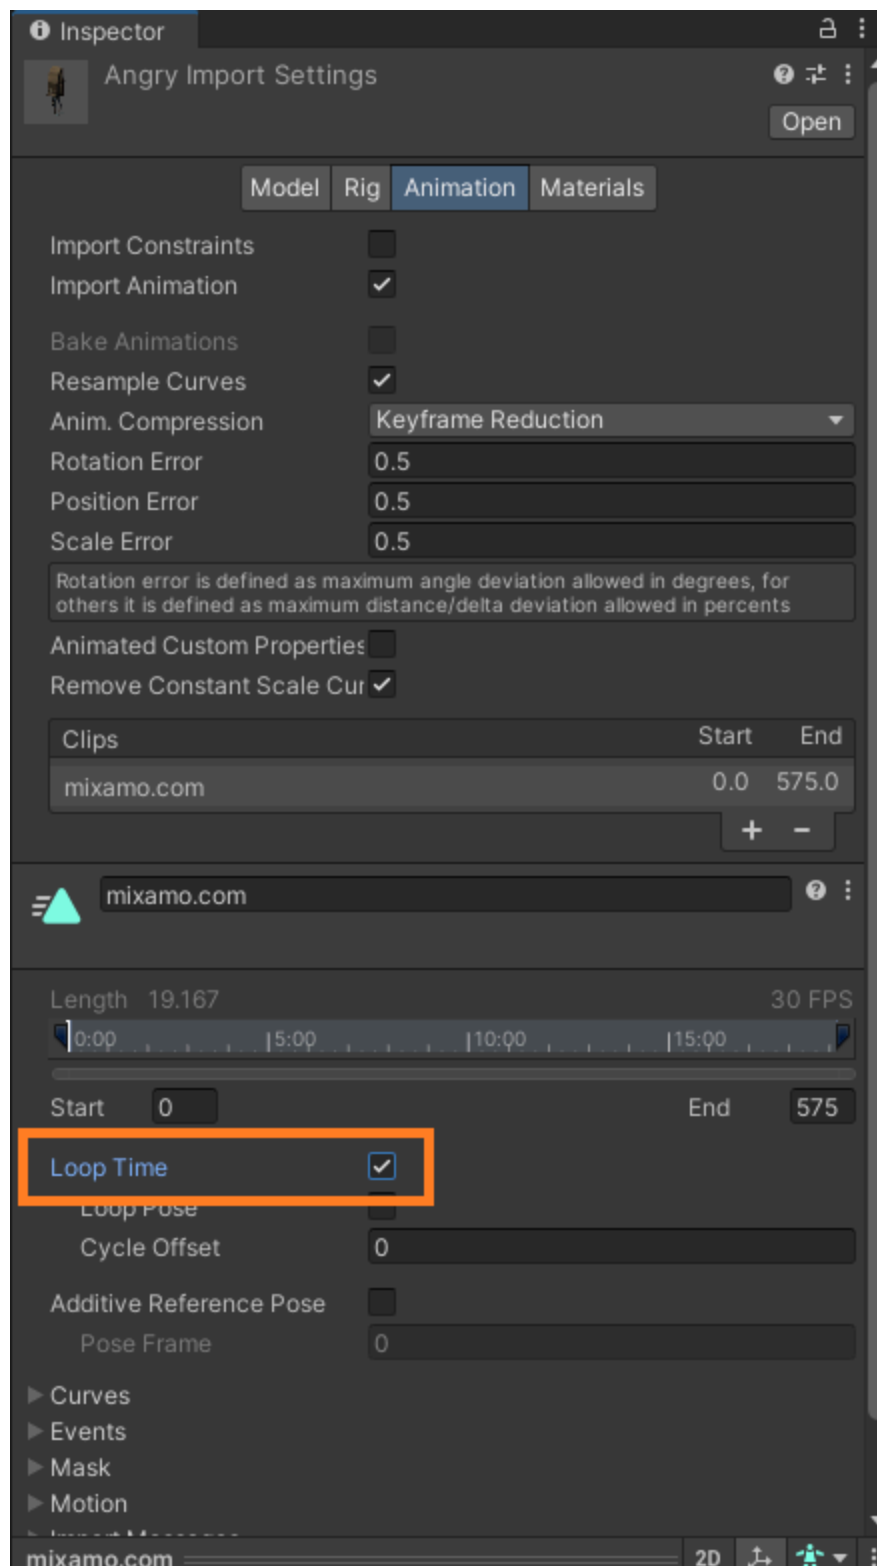 Inspector
Angry Import Settings
Open
Model Rig Animation Materials
Import Constraints
Import Animation
Bake Animations
Resample Curves
Anim. Compression Keyframe Reduction
Rotation Error 0.5
Position Error 0.5
Scale Error 0.5
Rotation error is defined as maximum angle deviation allowed in degrees, for
others it is defined as maximum distance/delta deviation allowed in percents
Animated Custom Properties
Remove Constant Scale Cur
Clips Start End
mixamo.com 0.0 575.0
mixamo.com
Length 19.167 30 FPS
0:00 5:00 10:00 15:00
Start 0 End 575
Loop Time
Loop Pose
Cycle Offset 0
Additive Reference Pose
Pose Frame 0
Curves
Events
Mask
Motion
Import Messages
mixamo.com 2D